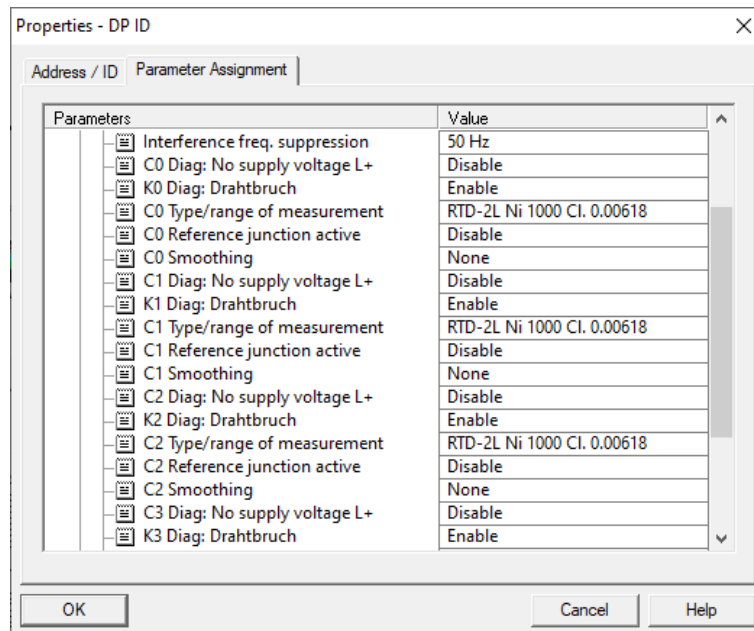 Properties - DP ID
Address / ID Parameter Assignment
Parameters Value
Interference freq. suppression 50 Hz
C0 Diag: No supply voltage L+ Disable
K0 Diag: Drahtbruch Enable
C0 Type/range of measurement RTD-2L Ni 1000 Cl. 0.00618
C0 Reference junction active Disable
C0 Smoothing None
C1 Diag: No supply voltage L+ Disable
K1 Diag: Drahtbruch Enable
C1 Type/range of measurement RTD-2L Ni 1000 Cl. 0.00618
C1 Reference junction active Disable
C1 Smoothing None
C2 Diag: No supply voltage L+ Disable
K2 Diag: Drahtbruch Enable
C2 Type/range of measurement RTD-2L Ni 1000 Cl. 0.00618
C2 Reference junction active Disable
C2 Smoothing None
C3 Diag: No supply voltage L+ Disable
K3 Diag: Drahtbruch Enable
OK Cancel Help